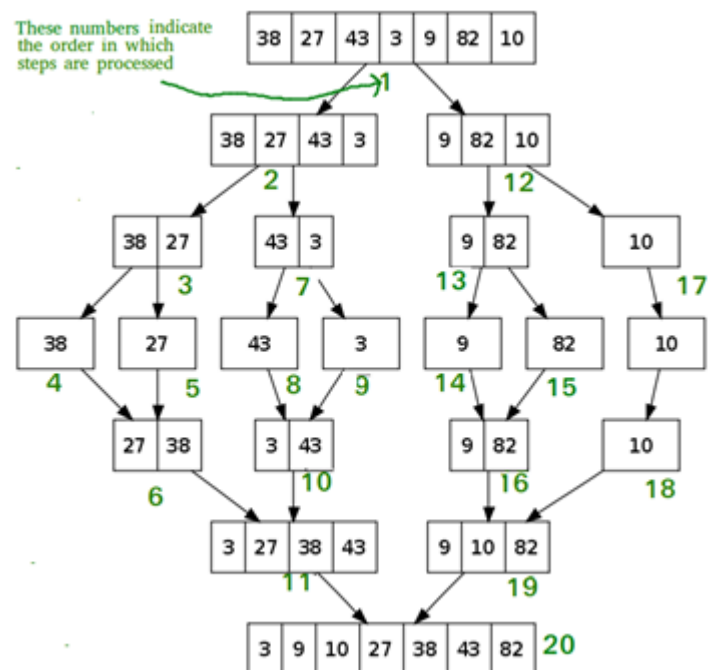 These numbers indicate
the order in which
steps are processed
38 27 43 3 9 82 10
1
38 27 43 3 9 82 10
2 12
38 27 43 3 9 82 10
3 7 13 17
38 27 43 3 9 82 10
4 5 8 9 14 15
27 38 3 43 9 82 10
6 10 16 18
3 27 38 43 9 10 82
11 19
3 9 10 27 38 43 82 20